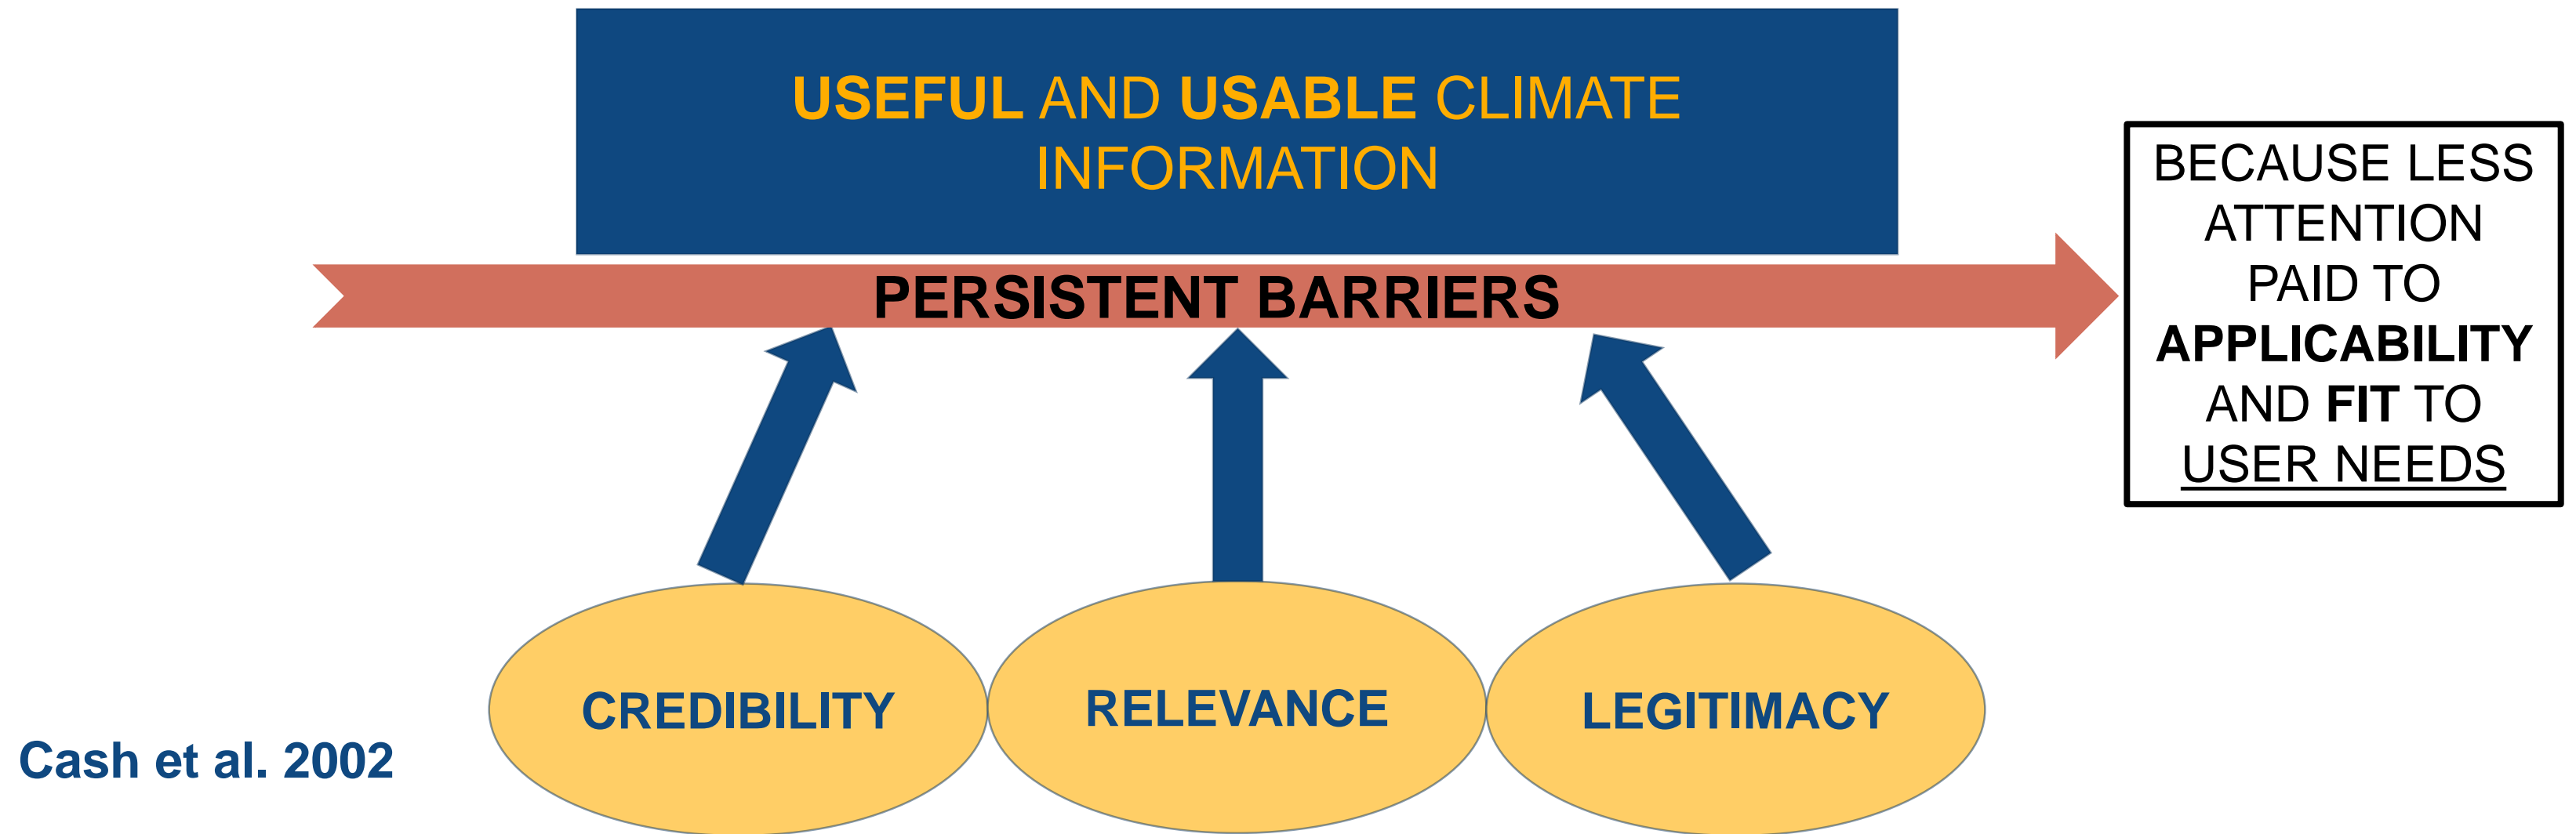 USEFUL AND USABLE CLIMATE
INFORMATION
PERSISTENT BARRIERS
BECAUSE LESS
ATTENTION
PAID TO
APPLICABILITY
AND FIT TO
USER NEEDS
CREDIBILITY
RELEVANCE
LEGITIMACY
Cash et al. 2002